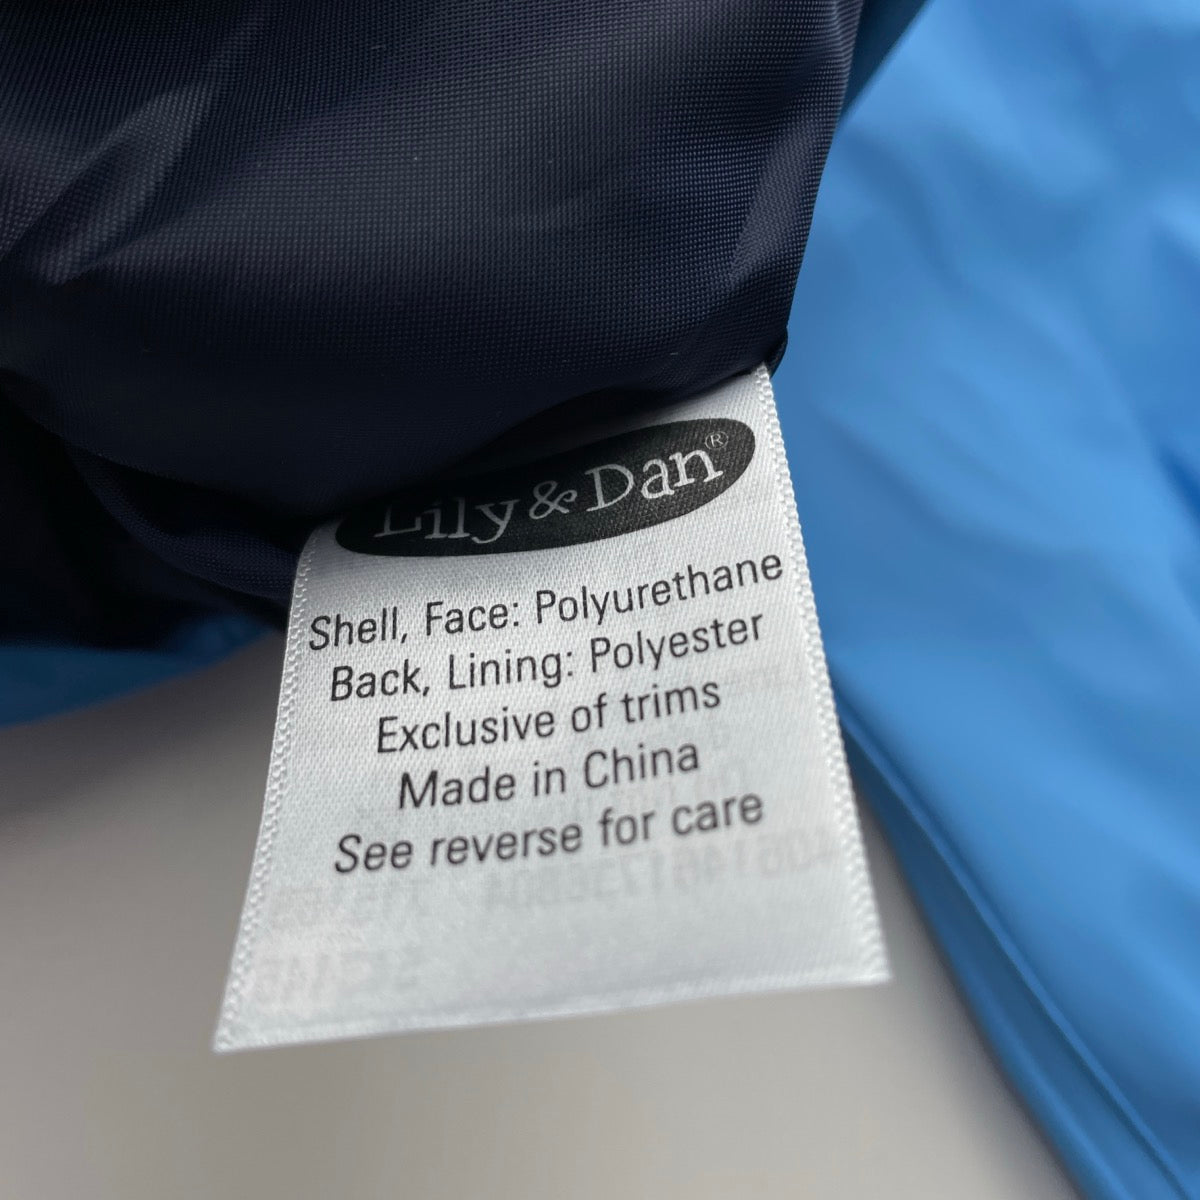 Lily & Dan®
Shell, Face: Polyurethane
Back, Lining: Polyester
Exclusive of trims
Made in China
See reverse for care